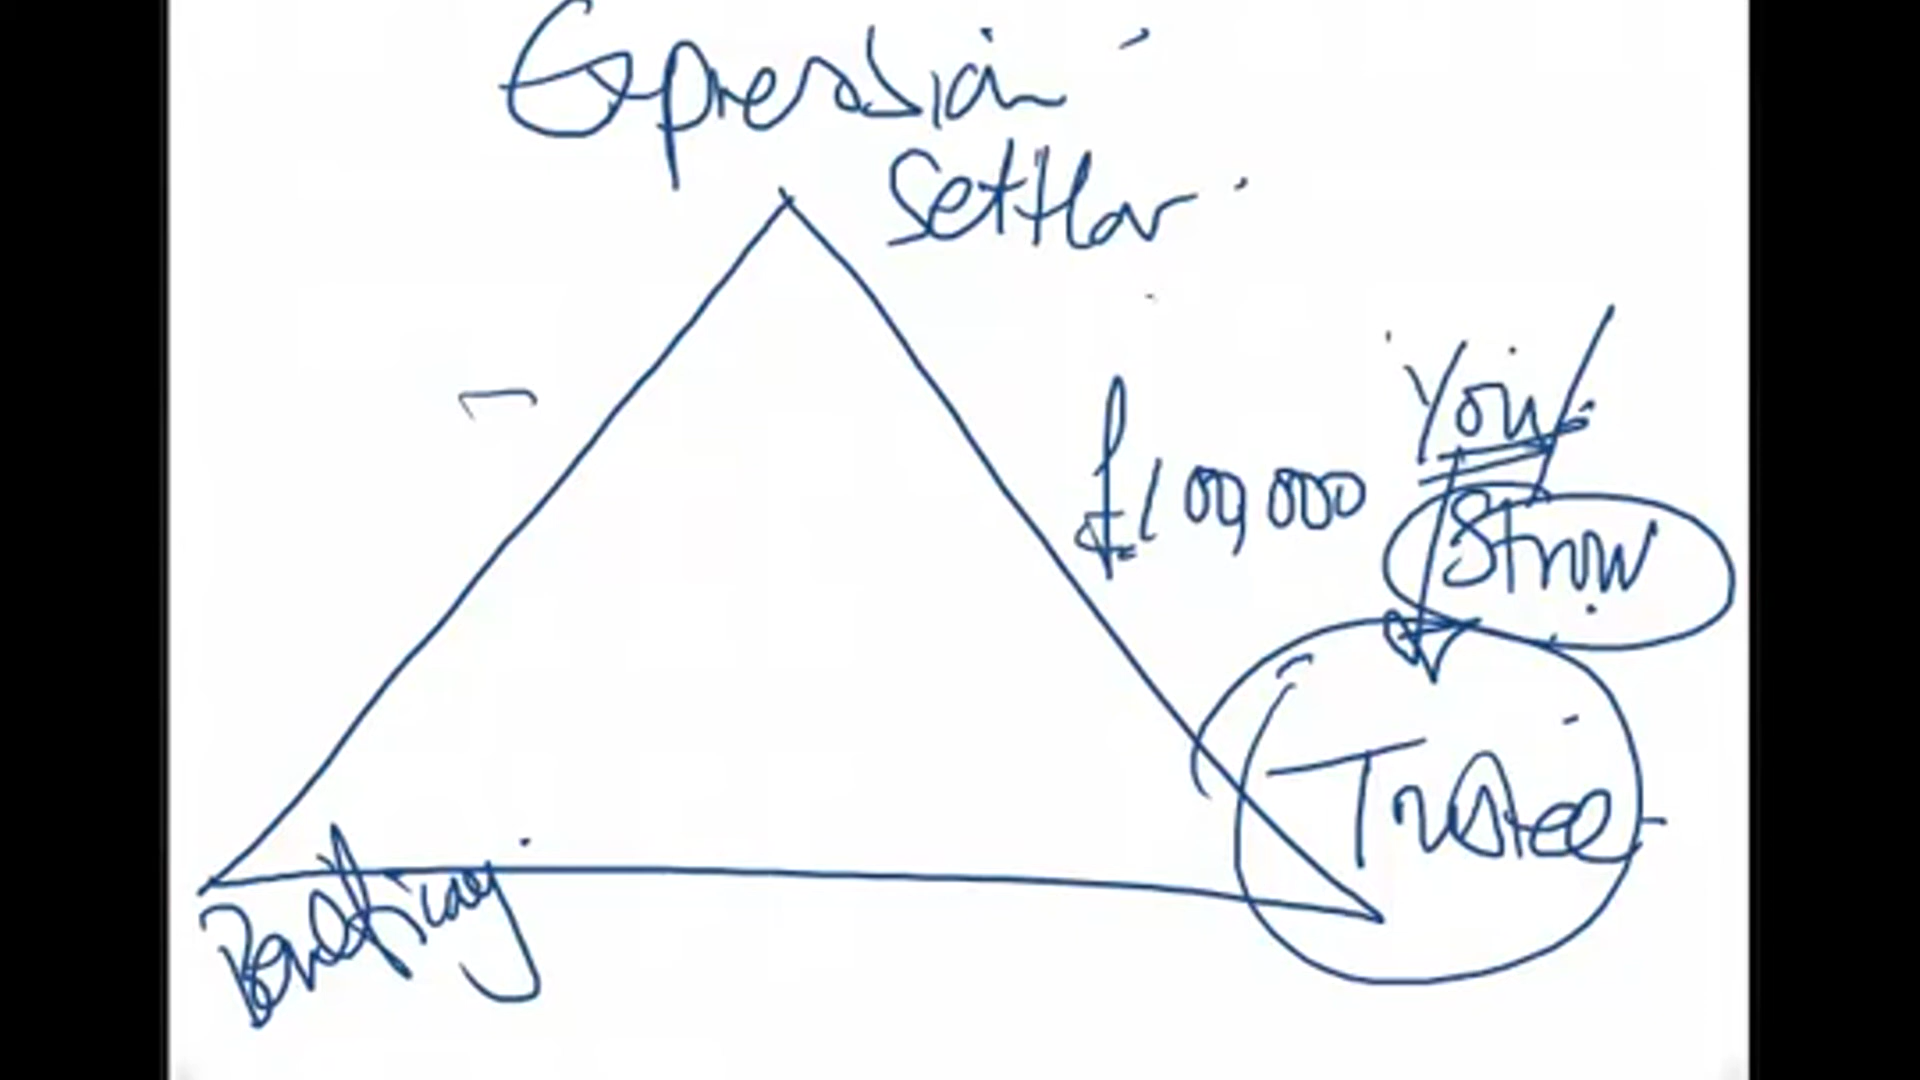 Expression
Settlor
£100,000
You
Trustee
Beneficiary